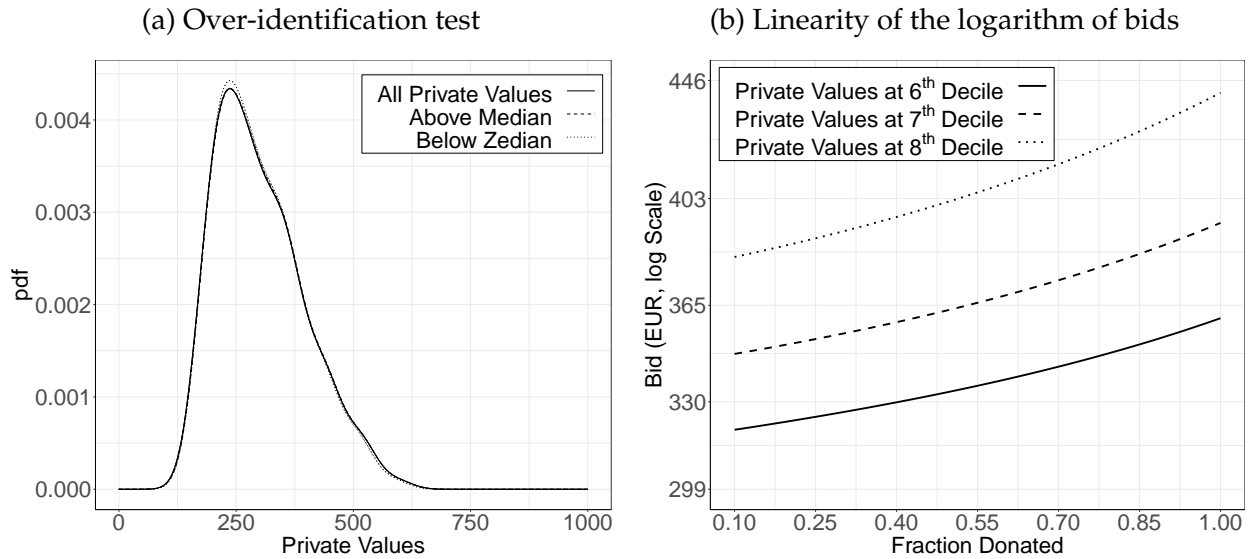 (a) Over-identification test
pdf
0.004
0.003
0.002
0.001
0.000
All Private Values
Above Median
Below Zedian
0
250
500
750
1000
Private Values
(b) Linearity of the logarithm of bids
Bid (EUR, log Scale)
446
403
365
330
299
Private Values at 6th Decile
Private Values at 7th Decile
Private Values at 8th Decile
0.10
0.25
0.40
0.55
0.70
0.85
1.00
Fraction Donated